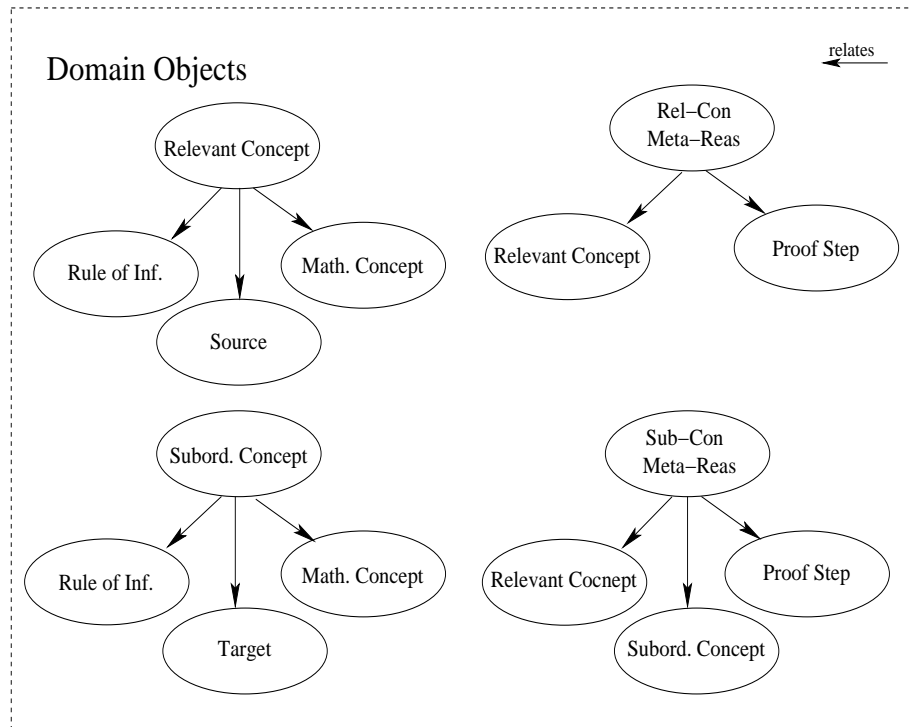 Domain Objects
relates
Relevant Concept
Rule of Inf.
Math. Concept
Source
Rel−Con
Meta−Reas
Relevant Concept
Proof Step
Subord. Concept
Rule of Inf.
Math. Concept
Target
Sub−Con
Meta−Reas
Relevant Cocnept
Proof Step
Subord. Concept